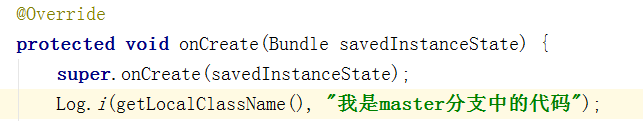 @Override
protected void onCreate(Bundle savedInstanceState) {
super.onCreate(savedInstanceState);
Log.i(getLocalClassName(), "我是master分支中的代码");